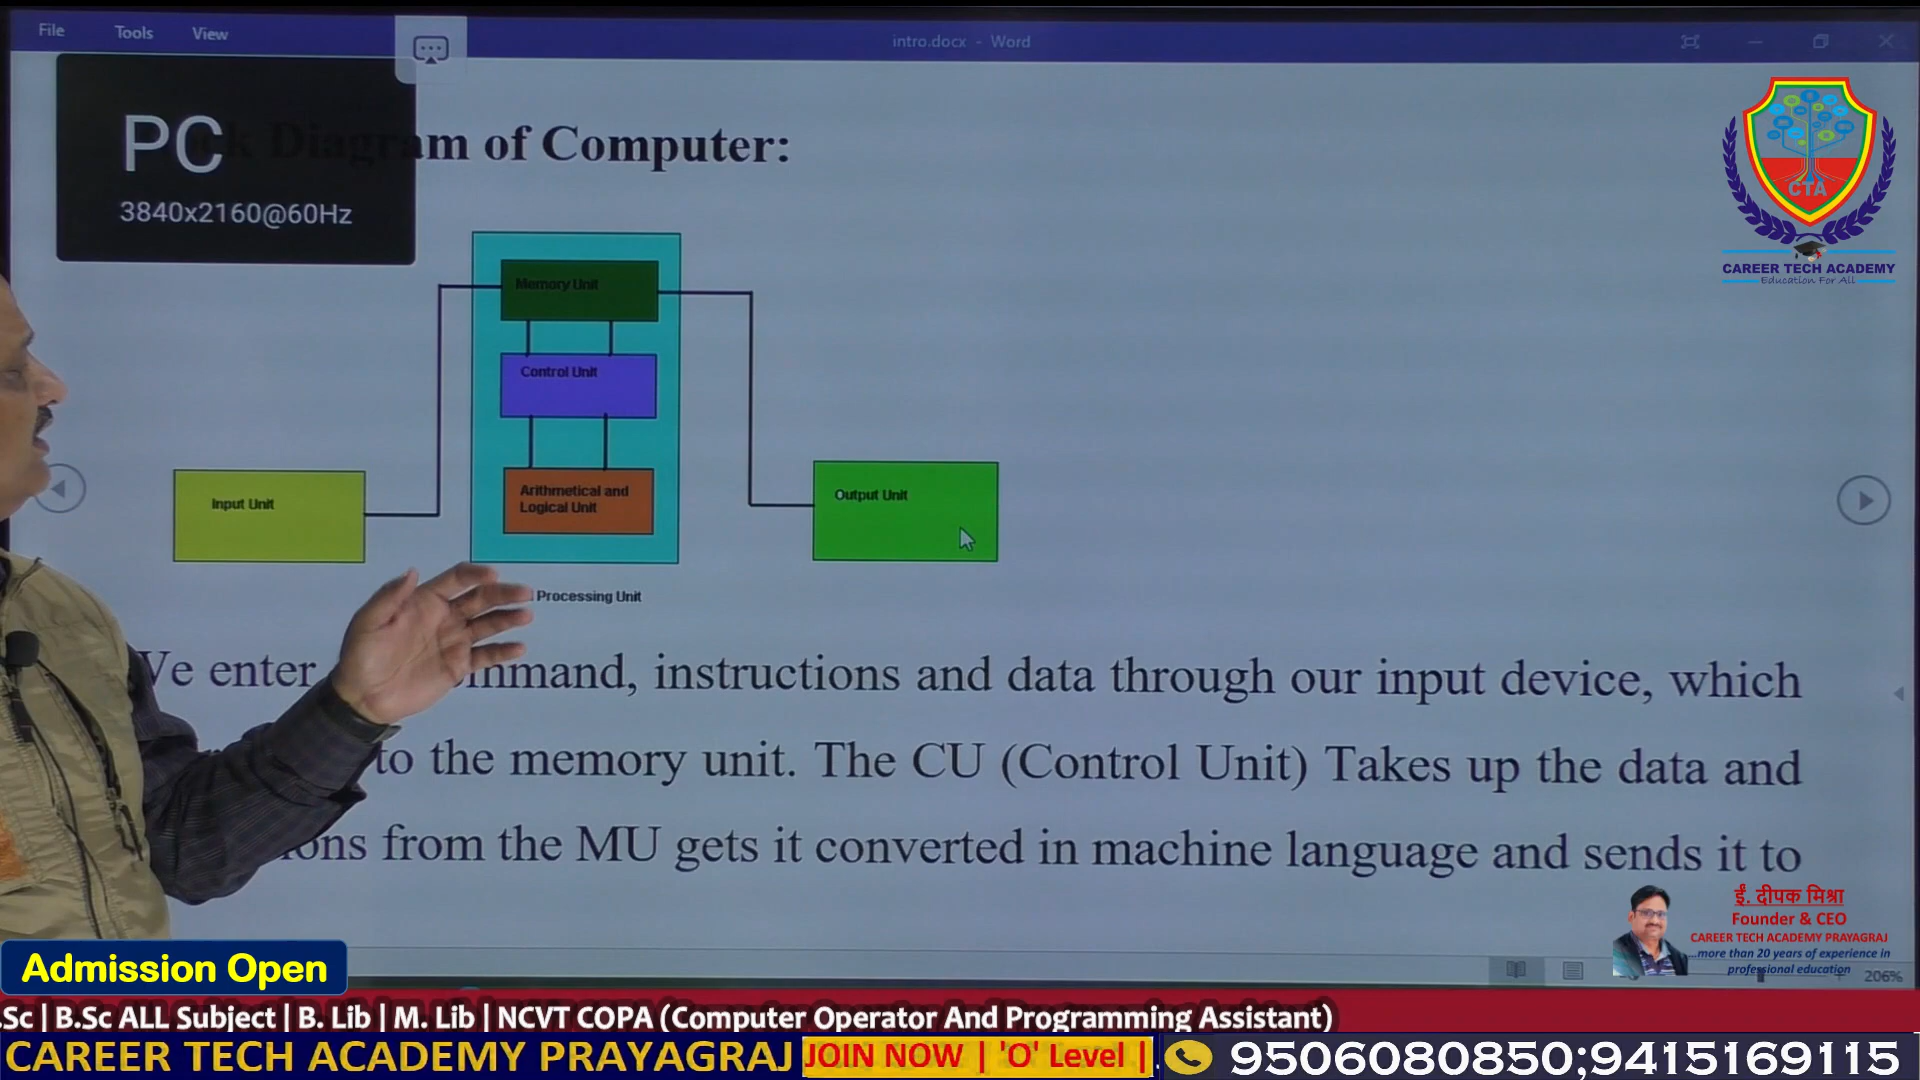 File Tools View
intro.docx - Word
PC
3840x2160@60Hz
Diagram of Computer:
CTA
CAREER TECH ACADEMY
Education For All
Memory Unit
Control Unit
Arithmetical and
Logical Unit
Input Unit
Output Unit
Processing Unit
We enter command, instructions and data through our input device, which
to the memory unit. The CU (Control Unit) Takes up the data and
from the MU gets it converted in machine language and sends it to
ई. दीपक मिश्रा
Founder & CEO
CAREER TECH ACADEMY PRAYAGRAJ
...more than 20 years of experience in
professional education
206%
Admission Open
.Sc | B.Sc ALL Subject | B. Lib | M. Lib | NCVT COPA (Computer Operator And Programming Assistant)
CAREER TECH ACADEMY PRAYAGRAJ JOIN NOW | 'O' Level | 9506080850;9415169115